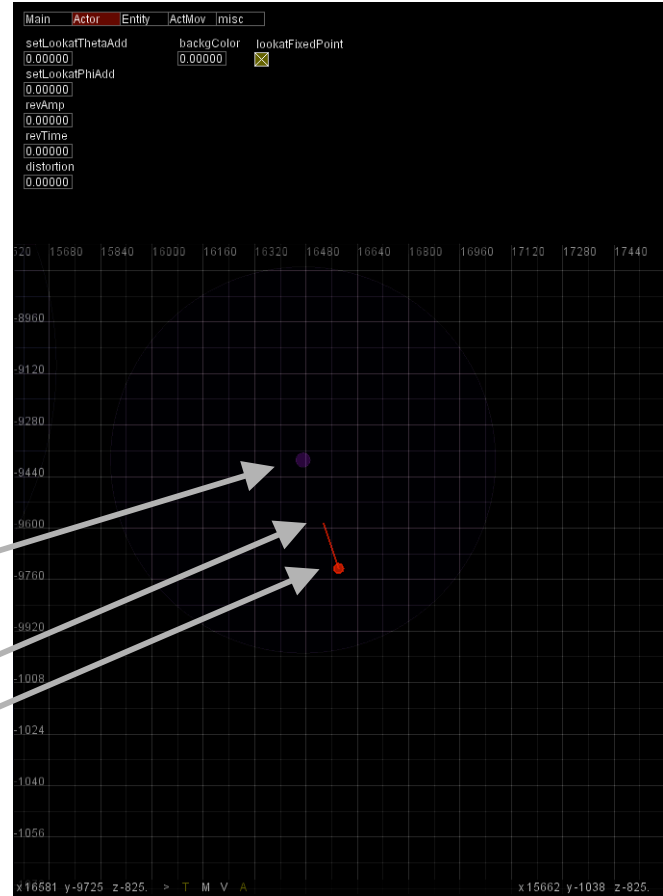 Main Actor Entity ActMov misc
setLookatThetaAdd backgColor lookatFixedPoint
0.00000 0.00000
setLookatPhiAdd
0.00000
revAmp
0.00000
revTime
0.00000
distortion
0.00000
520 15680 15840 16000 16160 16320 16480 16640 16800 16960 17120 17280 17440
-8960
-9120
-9280
-9440
-9600
-9760
-9920
-1008
-1024
-1040
-1056
x16581 y-9725 z-825. > T M V A x15662 y-1038 z-825.